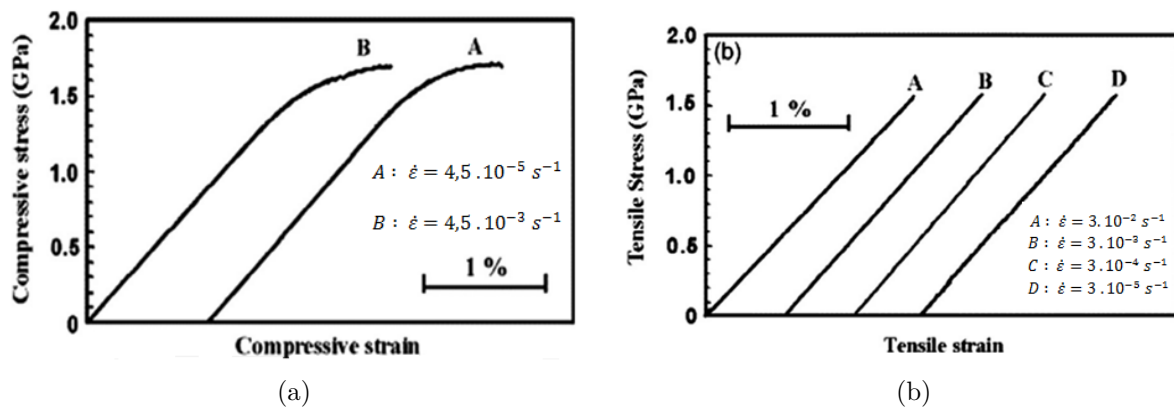 2.0
1.5
1.0
0.5
0
Compressive stress (GPa)
B
A
A : ε̇ = 4,5 . 10⁻⁵ s⁻¹
B : ε̇ = 4,5 . 10⁻³ s⁻¹
1 %
Compressive strain
(a)
(b)
2.0
1.5
1.0
0.5
0
Tensile Stress (GPa)
A
B
C
D
1 %
A : ε̇ = 3. 10⁻² s⁻¹
B : ε̇ = 3 . 10⁻³ s⁻¹
C : ε̇ = 3 . 10⁻⁴ s⁻¹
D : ε̇ = 3 . 10⁻⁵ s⁻¹
Tensile strain
(b)